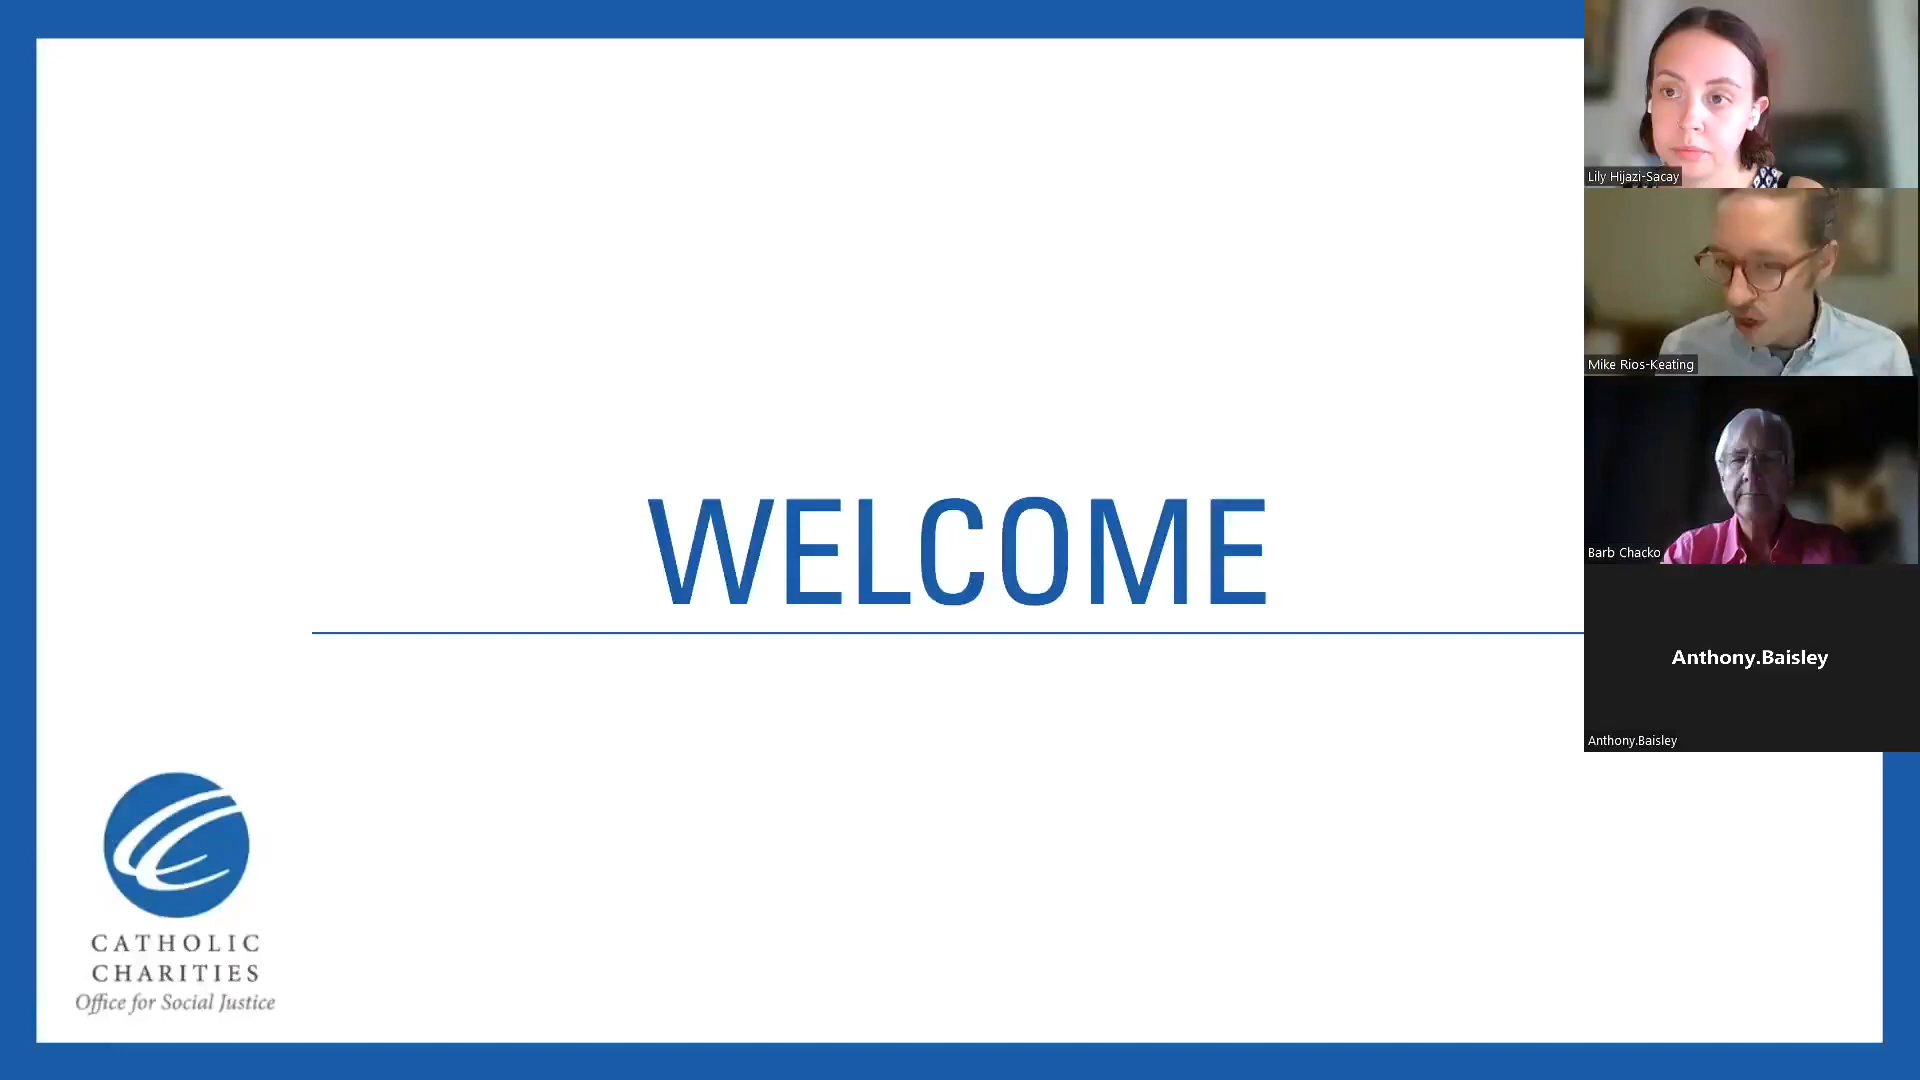 WELCOME
CATHOLIC
CHARITIES
Office for Social Justice
Lily Hijazi-Sacay
Mike Rios-Keating
Barb Chacko
Anthony.Baisley
Anthony.Baisley